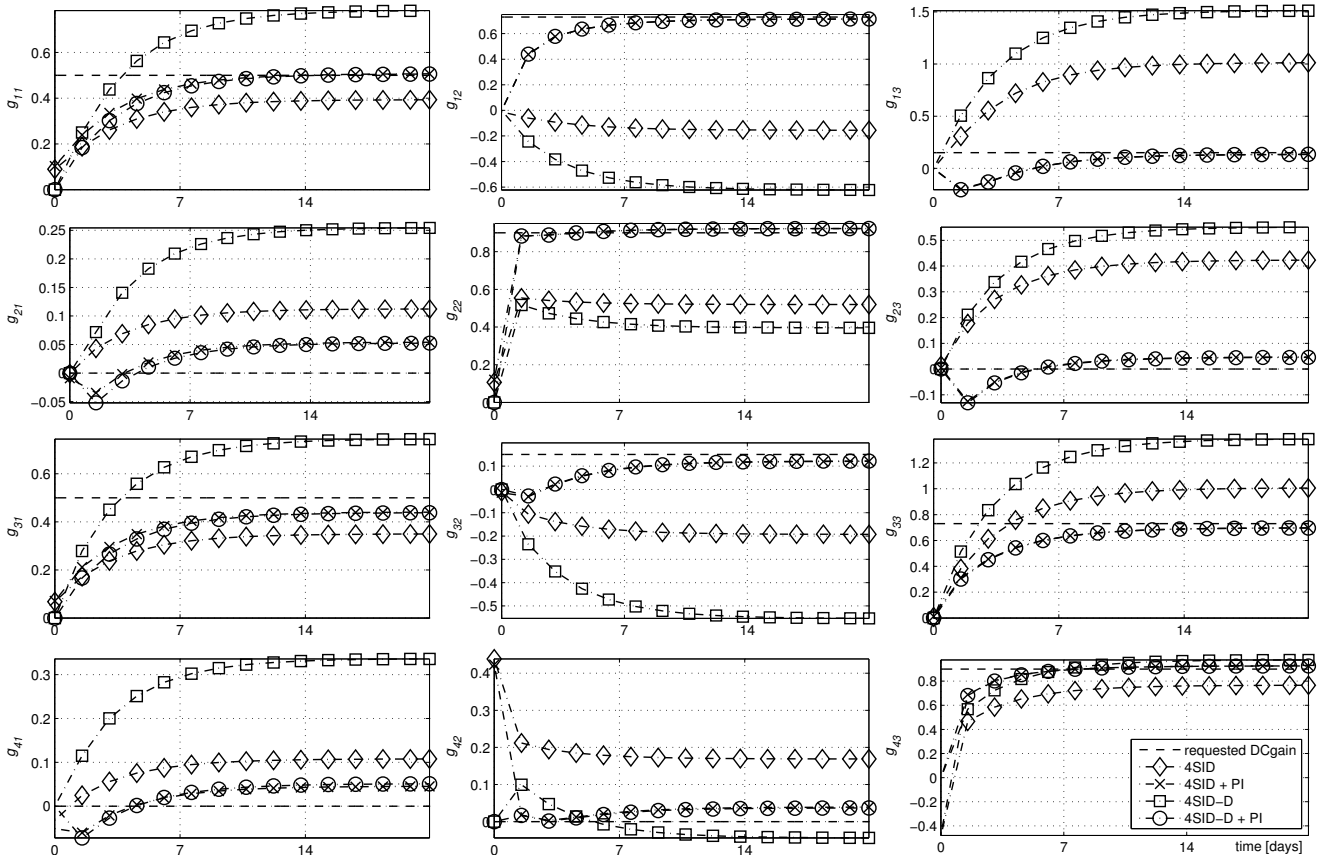 g11
0.6
0.4
0.2
0
0 7 14
g12
0.6
0.4
0.2
0
−0.2
−0.4
−0.6
0 7 14
g13
1.5
1
0.5
0
0 7 14
g21
0.25
0.2
0.15
0.1
0.05
0
−0.05
0 7 14
g22
0.8
0.6
0.4
0.2
0
0 7 14
g23
0.5
0.4
0.3
0.2
0.1
0
−0.1
0 7 14
g31
0.6
0.4
0.2
0
0 7 14
g32
0.1
0
−0.1
−0.2
−0.3
−0.4
−0.5
0 7 14
g33
1.2
1
0.8
0.6
0.4
0.2
0
0 7 14
g41
0.3
0.2
0.1
0
0 7 14
g42
0.4
0.3
0.2
0.1
0
0 7 14
g43
0.8
0.6
0.4
0.2
0
−0.2
−0.4
requested DCgain
4SID
4SID + PI
4SID−D
4SID−D + PI
0 7 14 time [days]